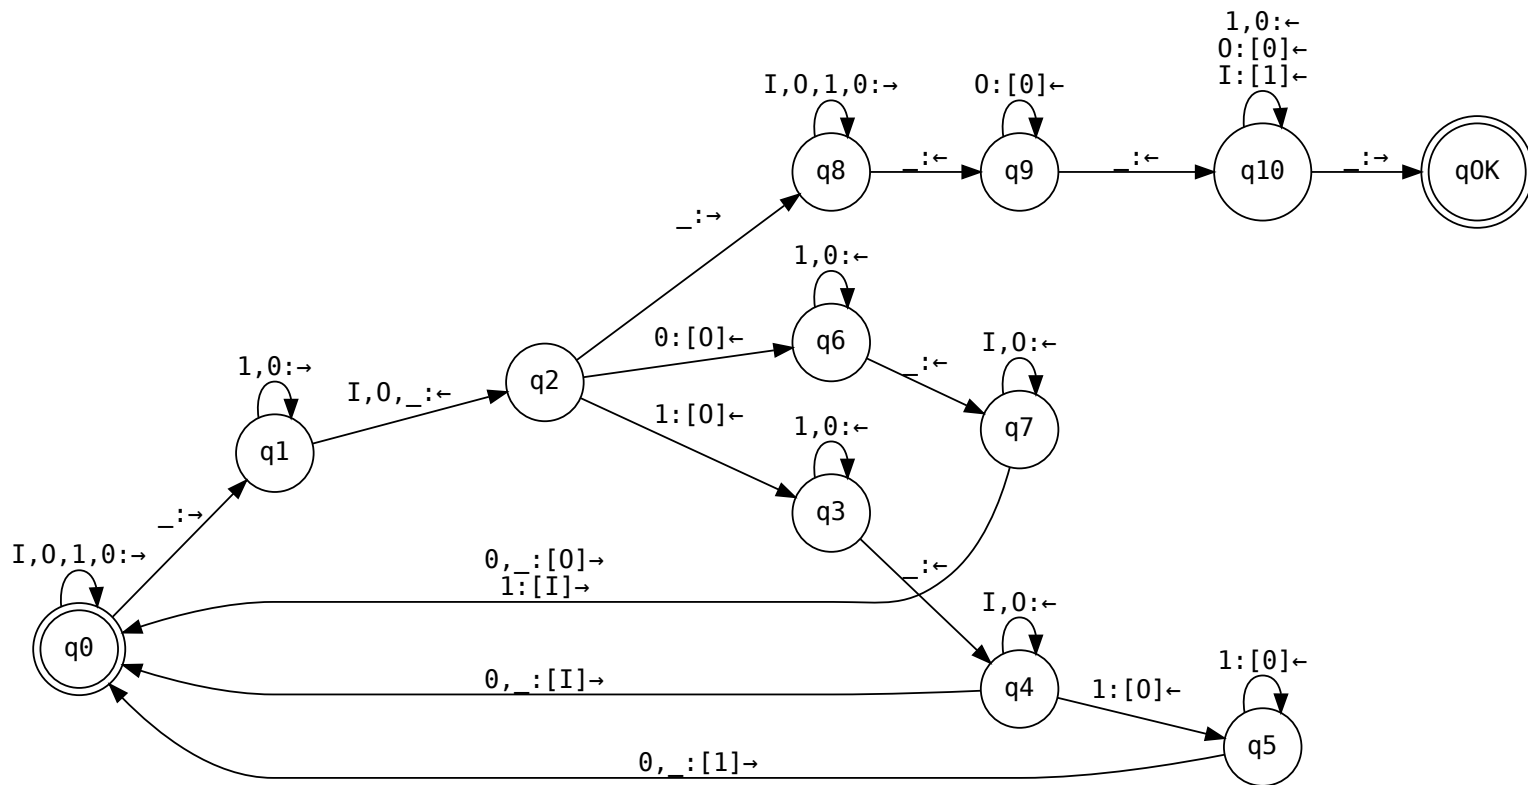 1,0:←
O:[0]←
I:[1]←
I,O,1,0:→
O:[0]←
q8
_:←
q9
_:←
q10
_:→
qOK
_:→
1,0:←
0:[O]←
q6
_:←
I,O:←
q7
1,0:→
q1
I,O,_:←
q2
1:[O]←
1,0:←
q3
_:←
_:→
I,O,1,0:→
q0
0,_:[O]→
1:[I]→
I,O:←
q4
0,_:[I]→
1:[O]←
1:[0]←
q5
0,_:[1]→